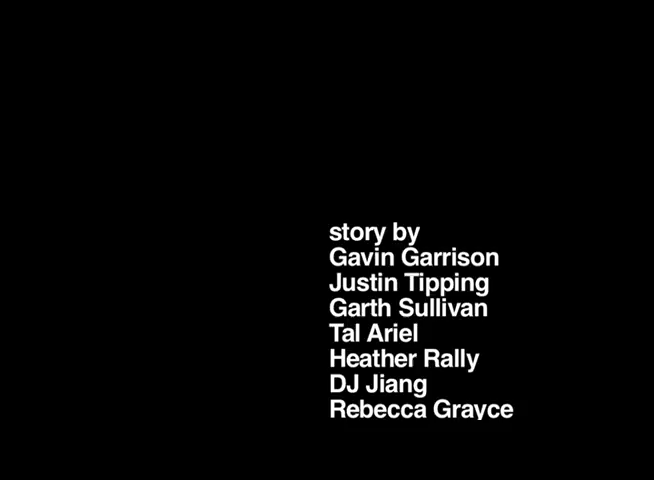 story by
Gavin Garrison
Justin Tipping
Garth Sullivan
Tal Ariel
Heather Rally
DJ Jiang
Rebecca Grayce